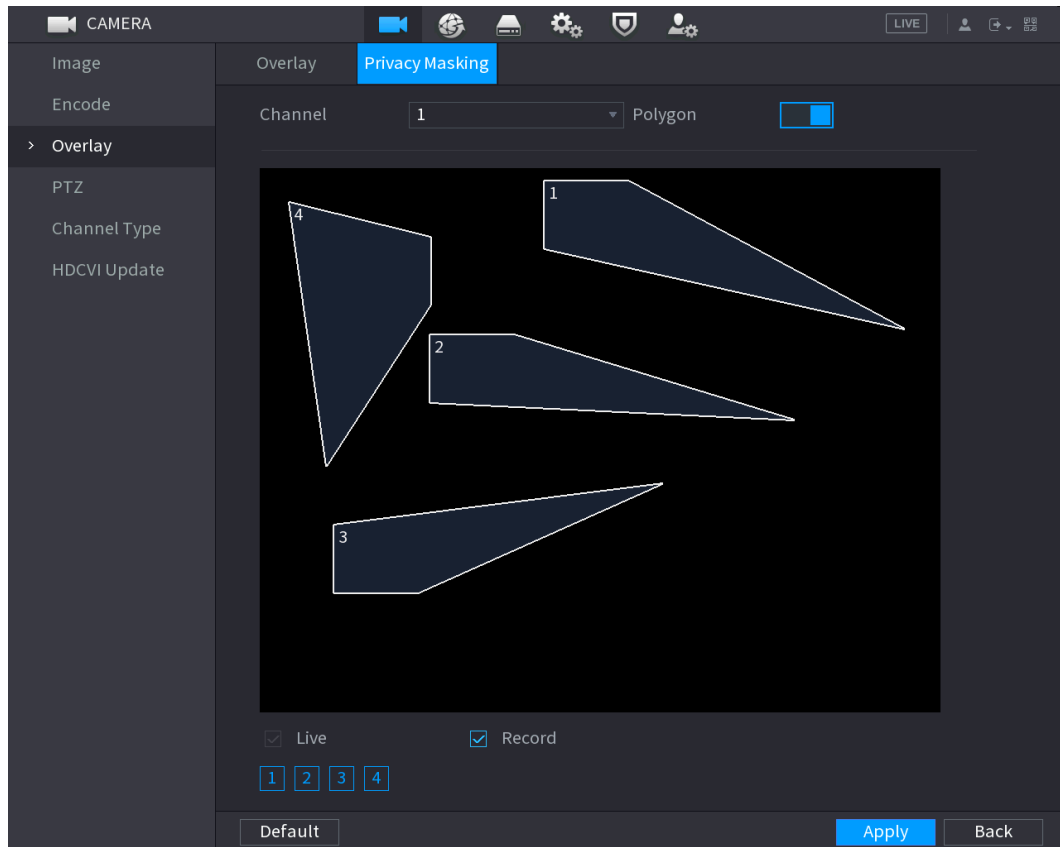 CAMERA
LIVE
Image
Encode
Overlay
PTZ
Channel Type
HDCVI Update
Overlay Privacy Masking
Channel 1 Polygon
1
4
2
3
Live Record
1 2 3 4
Default Apply Back